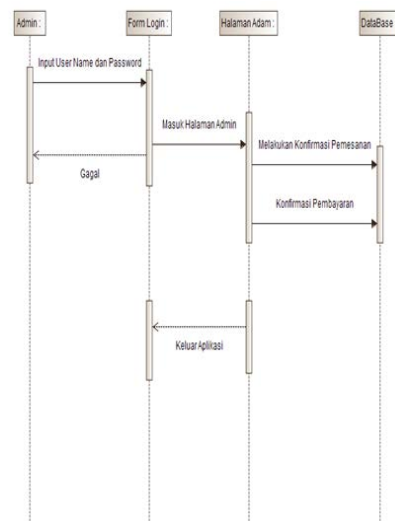 Admin :
Form Login :
Halaman Adam :
DataBase
Input User Name dan Password
Masuk Halaman Admin
Melakukan Konfirmasi Pemesanan
Gagal
Konfirmasi Pembayaran
Keluar Aplikasi